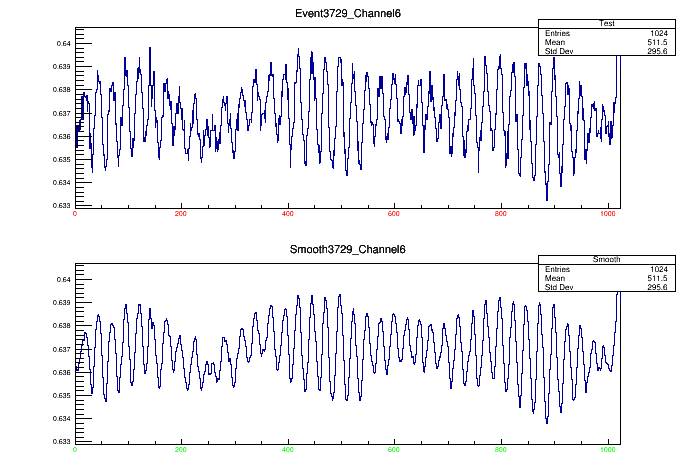 Event3729_Channel6
Test
Entries 1024
Mean 511.5
Std Dev 295.6
0.64
0.639
0.638
0.637
0.636
0.635
0.634
0.633
0 200 400 600 800 1000
Smooth3729_Channel6
Smooth
Entries 1024
Mean 511.5
Std Dev 295.6
0.64
0.639
0.638
0.637
0.636
0.635
0.634
0.633
0 200 400 600 800 1000